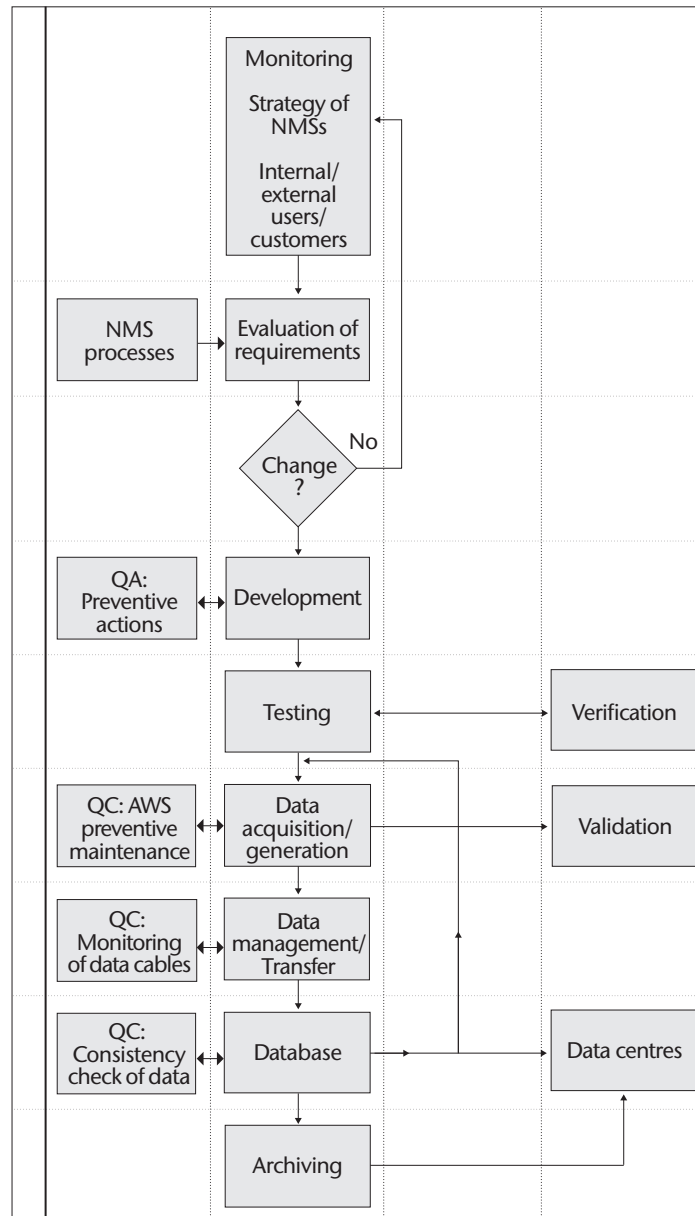 Monitoring
Strategy of
NMSs
Internal/
external
users/
customers
NMS
processes
Evaluation of
requirements
No
Change
?
QA:
Preventive
actions
Development
Testing
Verification
QC: AWS
preventive
maintenance
Data
acquisition/
generation
Validation
QC:
Monitoring
of data cables
Data
management/
Transfer
QC:
Consistency
check of data
Database
Data centres
Archiving